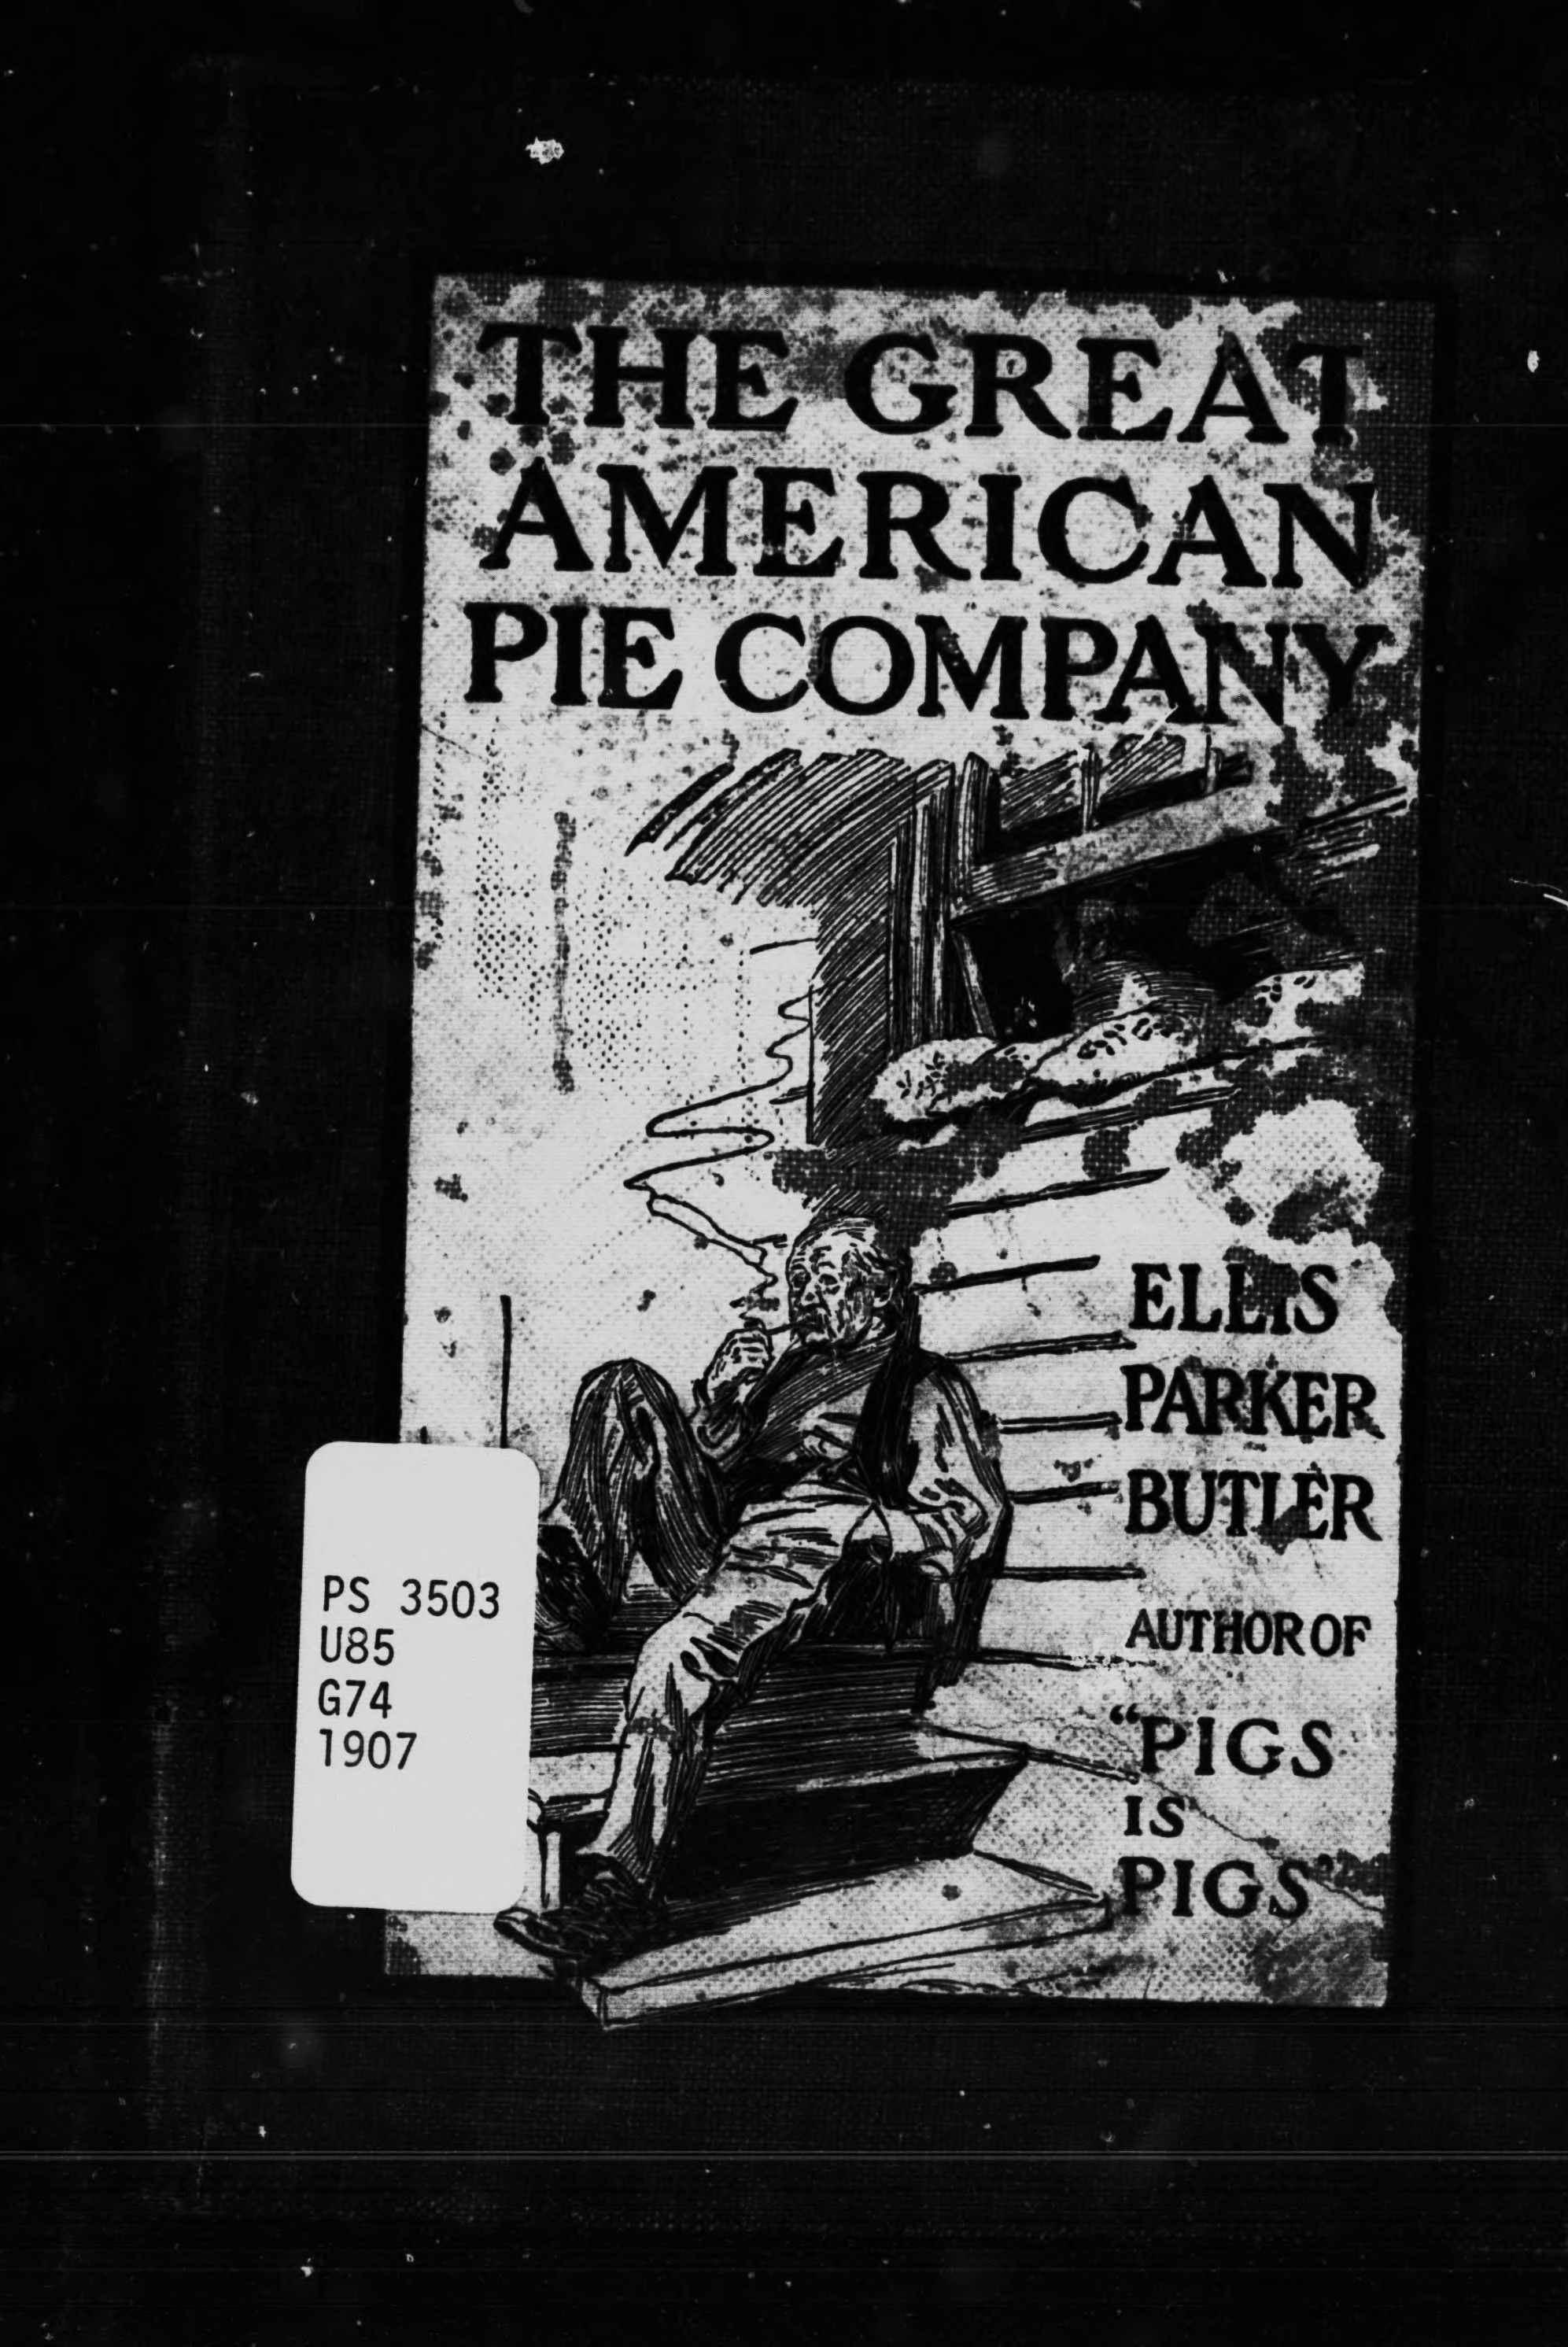 THE GREAT
AMERICAN
PIE COMPANY
ELLIS
PARKER
BUTLER
AUTHOR OF
"PIGS
IS
PIGS"
PS 3503
U85
G74
1907